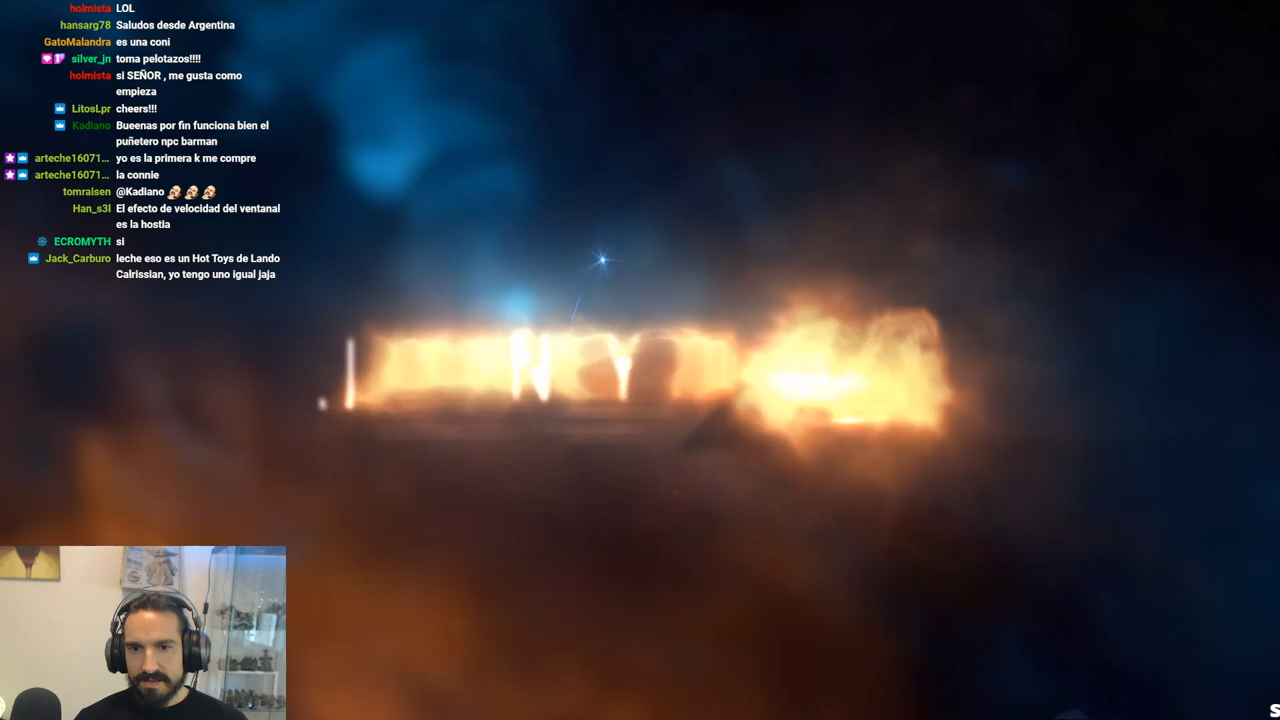 holmista LOL
hansarg78 Saludos desde Argentina
GatoMalandra es una coni
silver_jn toma pelotazos!!!!
holmista si SEÑOR , me gusta como
empieza
LitosLpr cheers!!!
Kadiano Bueenas por fin funciona bien el
puñetero npc barman
arteche16071... yo es la primera k me compre
arteche16071... la connie
tomraisen @Kadiano
Han_s3l El efecto de velocidad del ventanal
es la hostia
ECROMYTH si
Jack_Carburo leche eso es un Hot Toys de Lando
Calrissian, yo tengo uno igual jaja